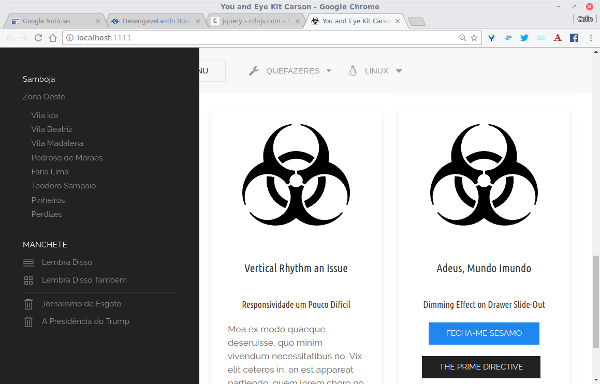 You and Eye Kit Carson - Google Chrome
Google Notícias
Desengavetando Boo
jquery - cdnjs.com -
You and Eye Kit Carso
localhost:1111
Samboja
Zona Oeste
Vila Ida
Vila Beatriz
Vila Madalena
Pedroso de Moraes
Faria Lima
Teodoro Sampaio
Pinheiros
Perdizes
MANCHETE
Lembra Disso
Lembra Disso Também
Jornalismo de Esgoto
A Presidência do Trump
NU
QUEFAZERES
LINUX
Vertical Rhythm an Issue
Responsividade um Pouco Difícil
Mea ex modo quaeque
deseruisse, quo minim
vivendum necessitatibus no. Vix
elit ceteros in, an est appareat
partiendo, quem lorem choro no
Adeus, Mundo Imundo
Dimming Effect on Drawer Slide-Out
FECHA-ME SÉSAMO
THE PRIME DIRECTIVE